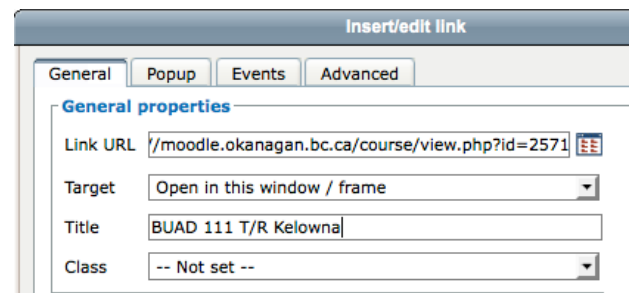 Insert/edit link
General Popup Events Advanced
General properties
Link URL /moodle.okanagan.bc.ca/course/view.php?id=2571
Target Open in this window / frame
Title BUAD 111 T/R Kelowna
Class -- Not set --